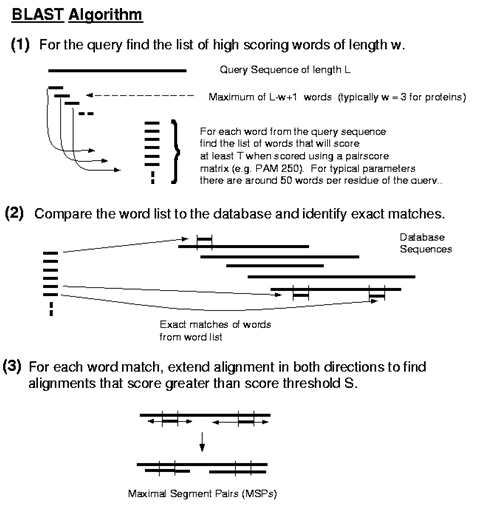 BLAST Algorithm
(1) For the query find the list of high scoring words of length w.
Query Sequence of length L
Maximum of L-w+1 words (typically w = 3 for proteins)
For each word from the query sequence
find the list of words that will score
at least T when scored using a pairscore
matrix (e.g. PAM 250). For typical parameters
there are around 50 words per residue of the query..
(2) Compare the word list to the database and identify exact matches.
Database
Sequences
Exact matches of words
from word list
(3) For each word match, extend alignment in both directions to find
alignments that score greater than score threshold S.
Maximal Segment Pairs (MSPs)